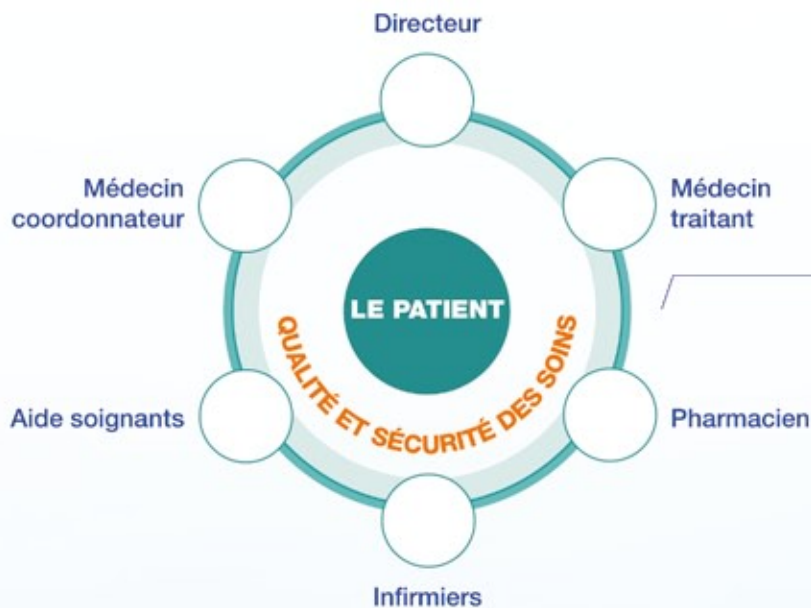 Directeur
Médecin
coordonnateur
Médecin
traitant
LE PATIENT
QUALITÉ ET SÉCURITÉ DES SOINS
Aide soignants
Pharmacien
Infirmiers